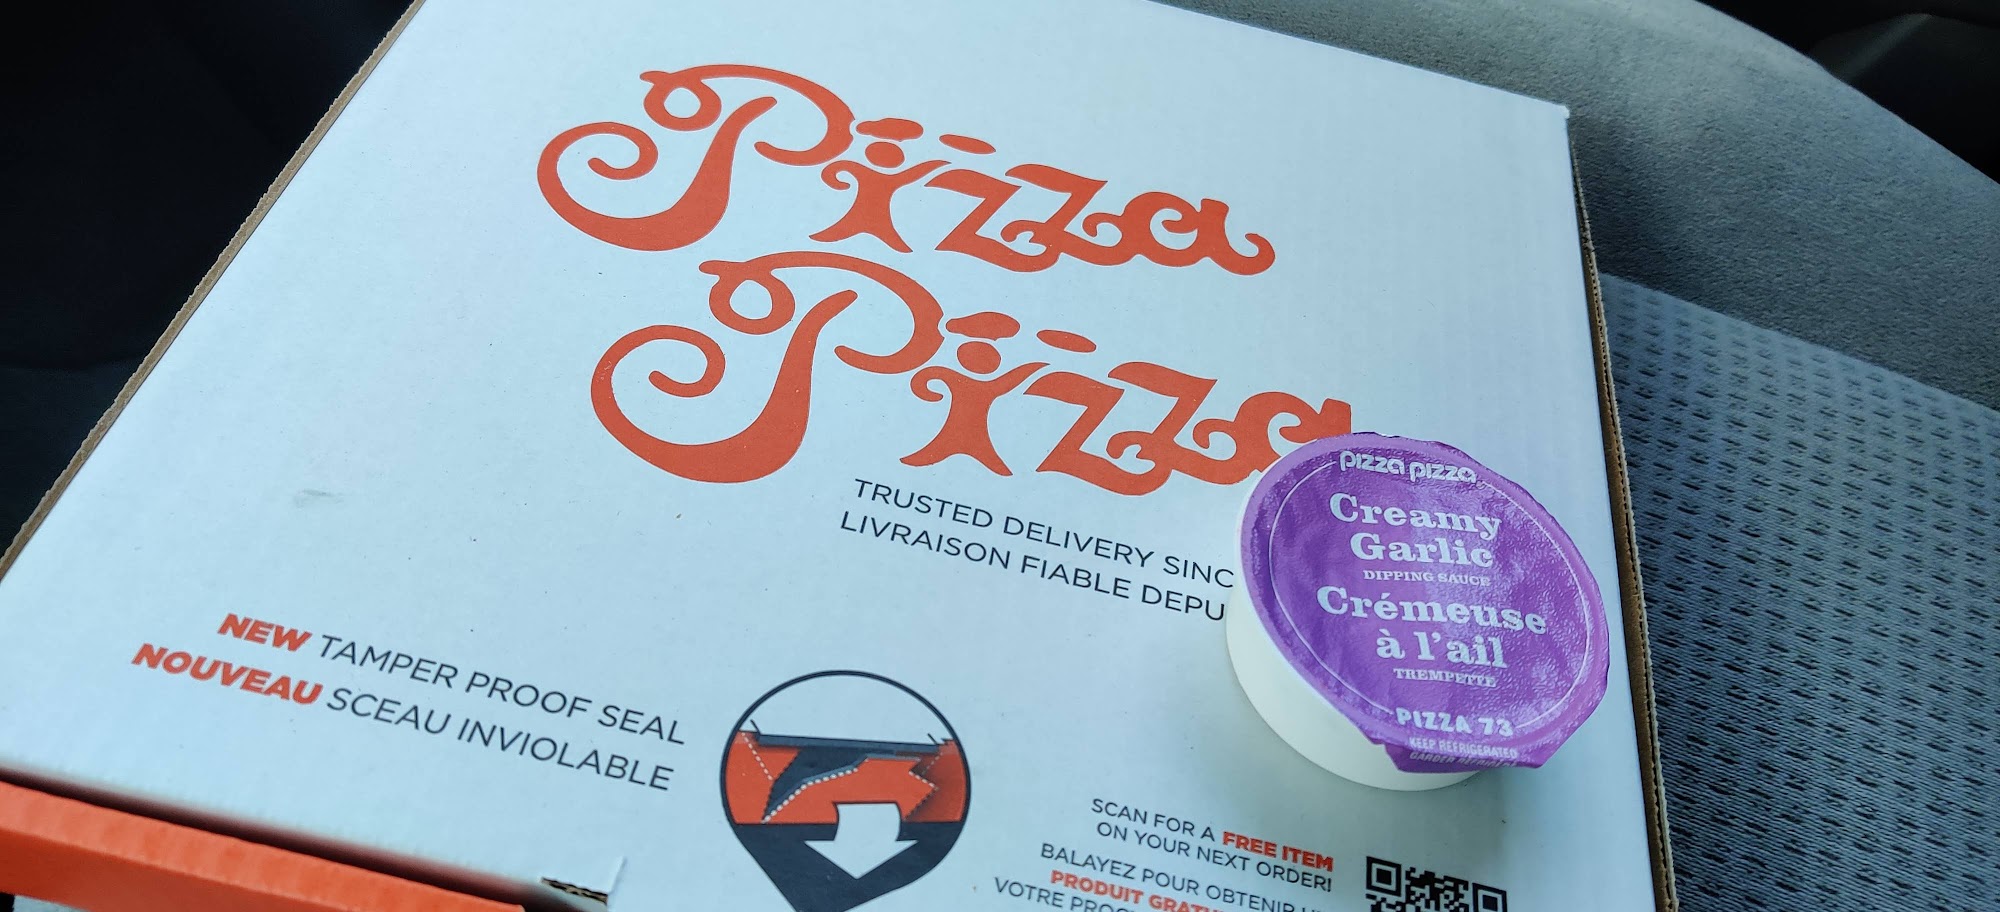 Pizza
Pizza
TRUSTED DELIVERY SINC
LIVRAISON FIABLE DEPU
NEW TAMPER PROOF SEAL
NOUVEAU SCEAU INVIOLABLE
SCAN FOR A FREE ITEM
ON YOUR NEXT ORDER!
BALAYEZ POUR OBTENIR
PRODUIT
VOTRE
pizza pizza
Creamy
Garlic
DIPPING SAUCE
Crémeuse
à l'ail
TREMPETTE
PIZZA 73
KEEP REFRIGERATED
GARDER